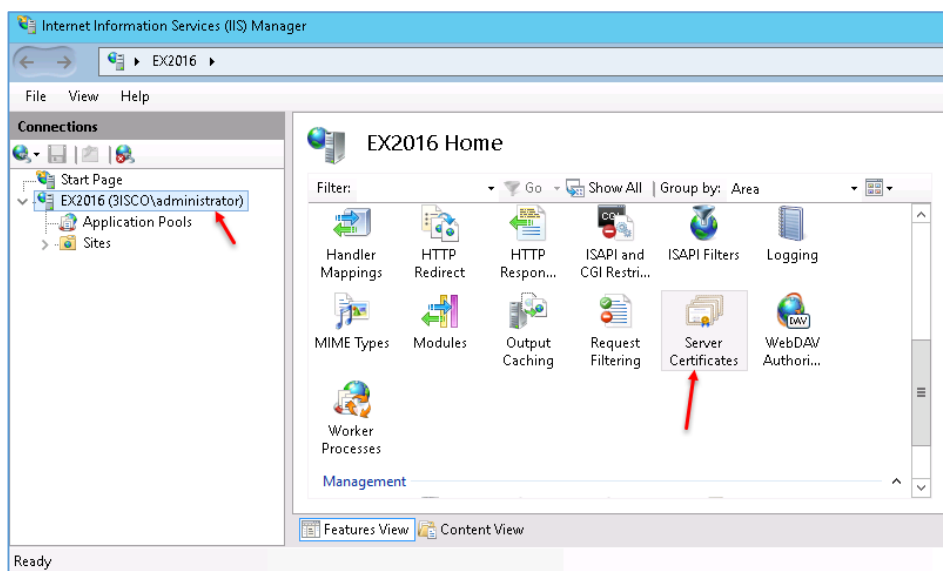 Internet Information Services (IIS) Manager
EX2016
File View Help
Connections
Start Page
EX2016 (3ISCO\administrator)
Application Pools
Sites
EX2016 Home
Filter: Go Show All Group by: Area
Handler Mappings
HTTP Redirect
HTTP Respon...
ISAPI and CGI Restri...
ISAPI Filters
Logging
MIME Types
Modules
Output Caching
Request Filtering
Server Certificates
WebDAV Authori...
Worker Processes
Management
Features View Content View
Ready